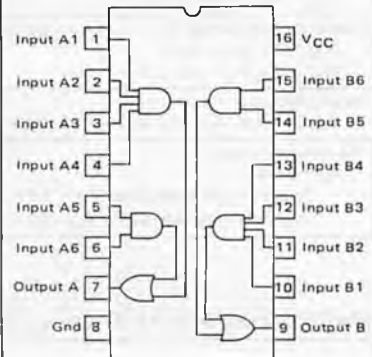 Input A1 1
Input A2 2
Input A3 3
Input A4 4
Input A5 5
Input A6 6
Output A 7
Gnd 8
16 VCC
15 Input B6
14 Input B5
13 Input B4
12 Input B3
11 Input B2
10 Input B1
9 Output B